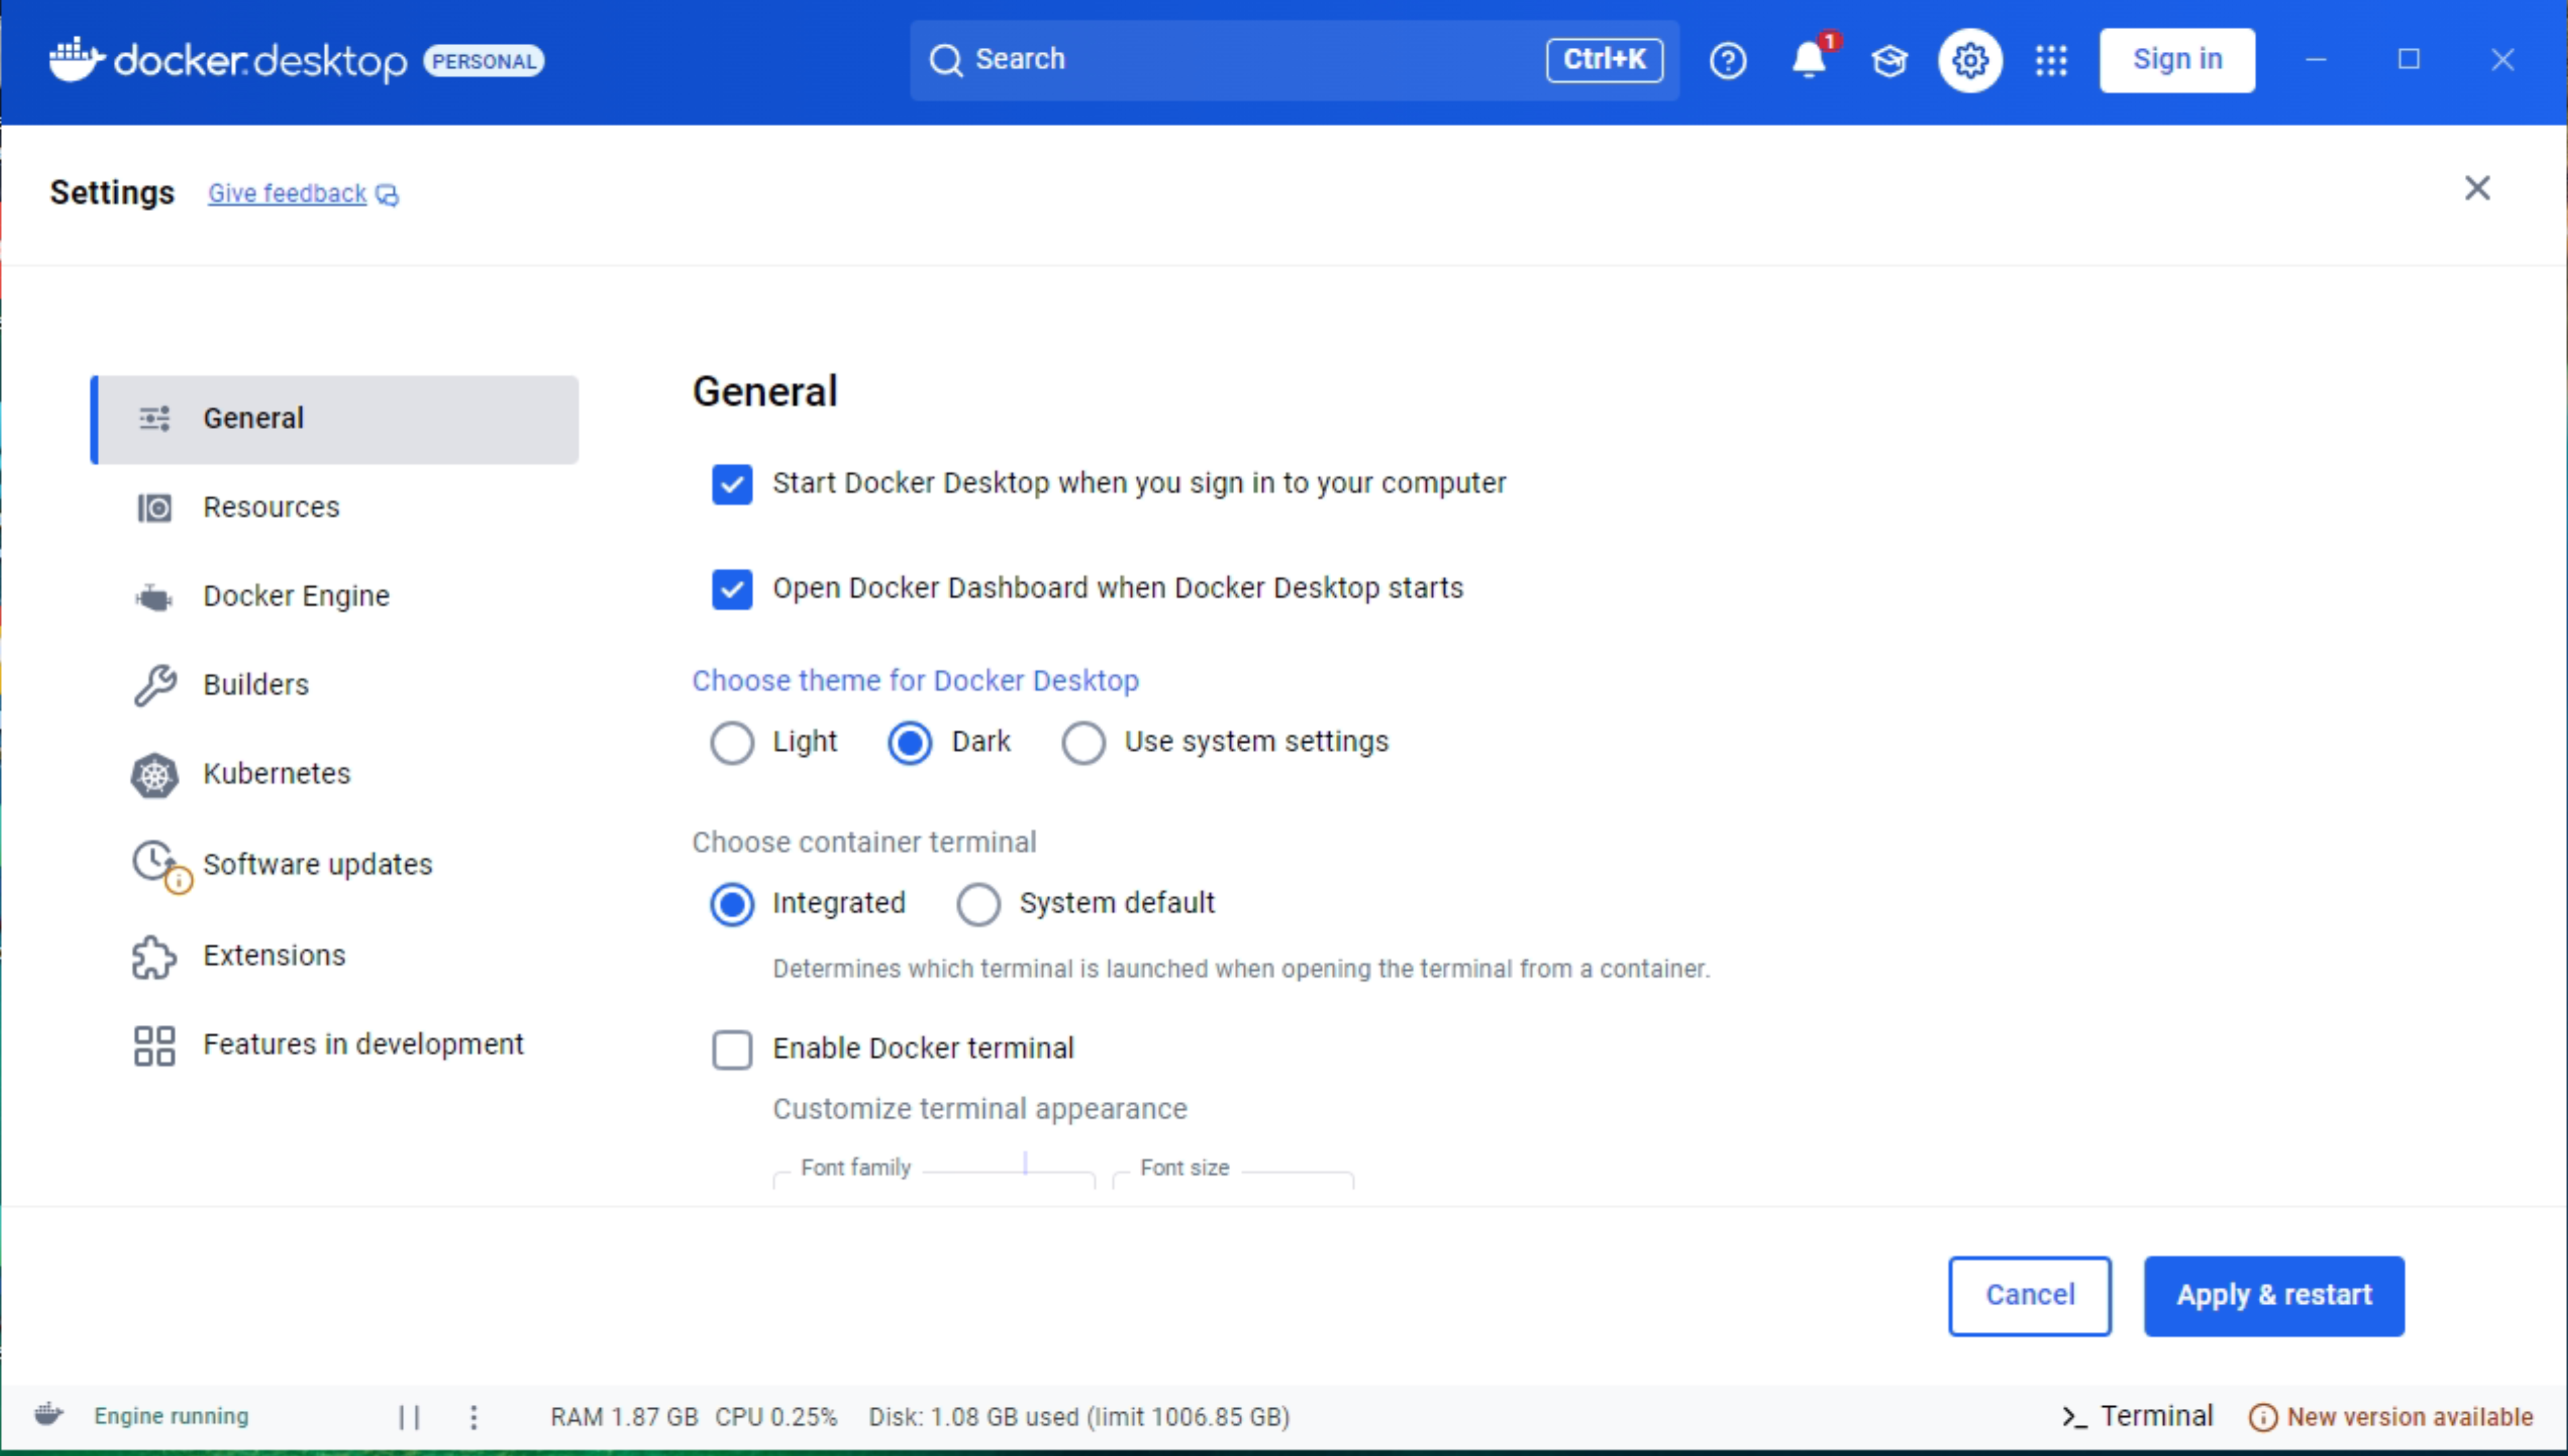 docker.desktop PERSONAL Search Ctrl+K 1 Sign in
Settings Give feedback
General
Resources
Docker Engine
Builders
Kubernetes
Software updates
Extensions
Features in development
General
Start Docker Desktop when you sign in to your computer
Open Docker Dashboard when Docker Desktop starts
Choose theme for Docker Desktop
Light Dark Use system settings
Choose container terminal
Integrated System default
Determines which terminal is launched when opening the terminal from a container.
Enable Docker terminal
Customize terminal appearance
Font family Font size
Cancel Apply & restart
Engine running RAM 1.87 GB CPU 0.25% Disk: 1.08 GB used (limit 1006.85 GB) >_ Terminal New version available